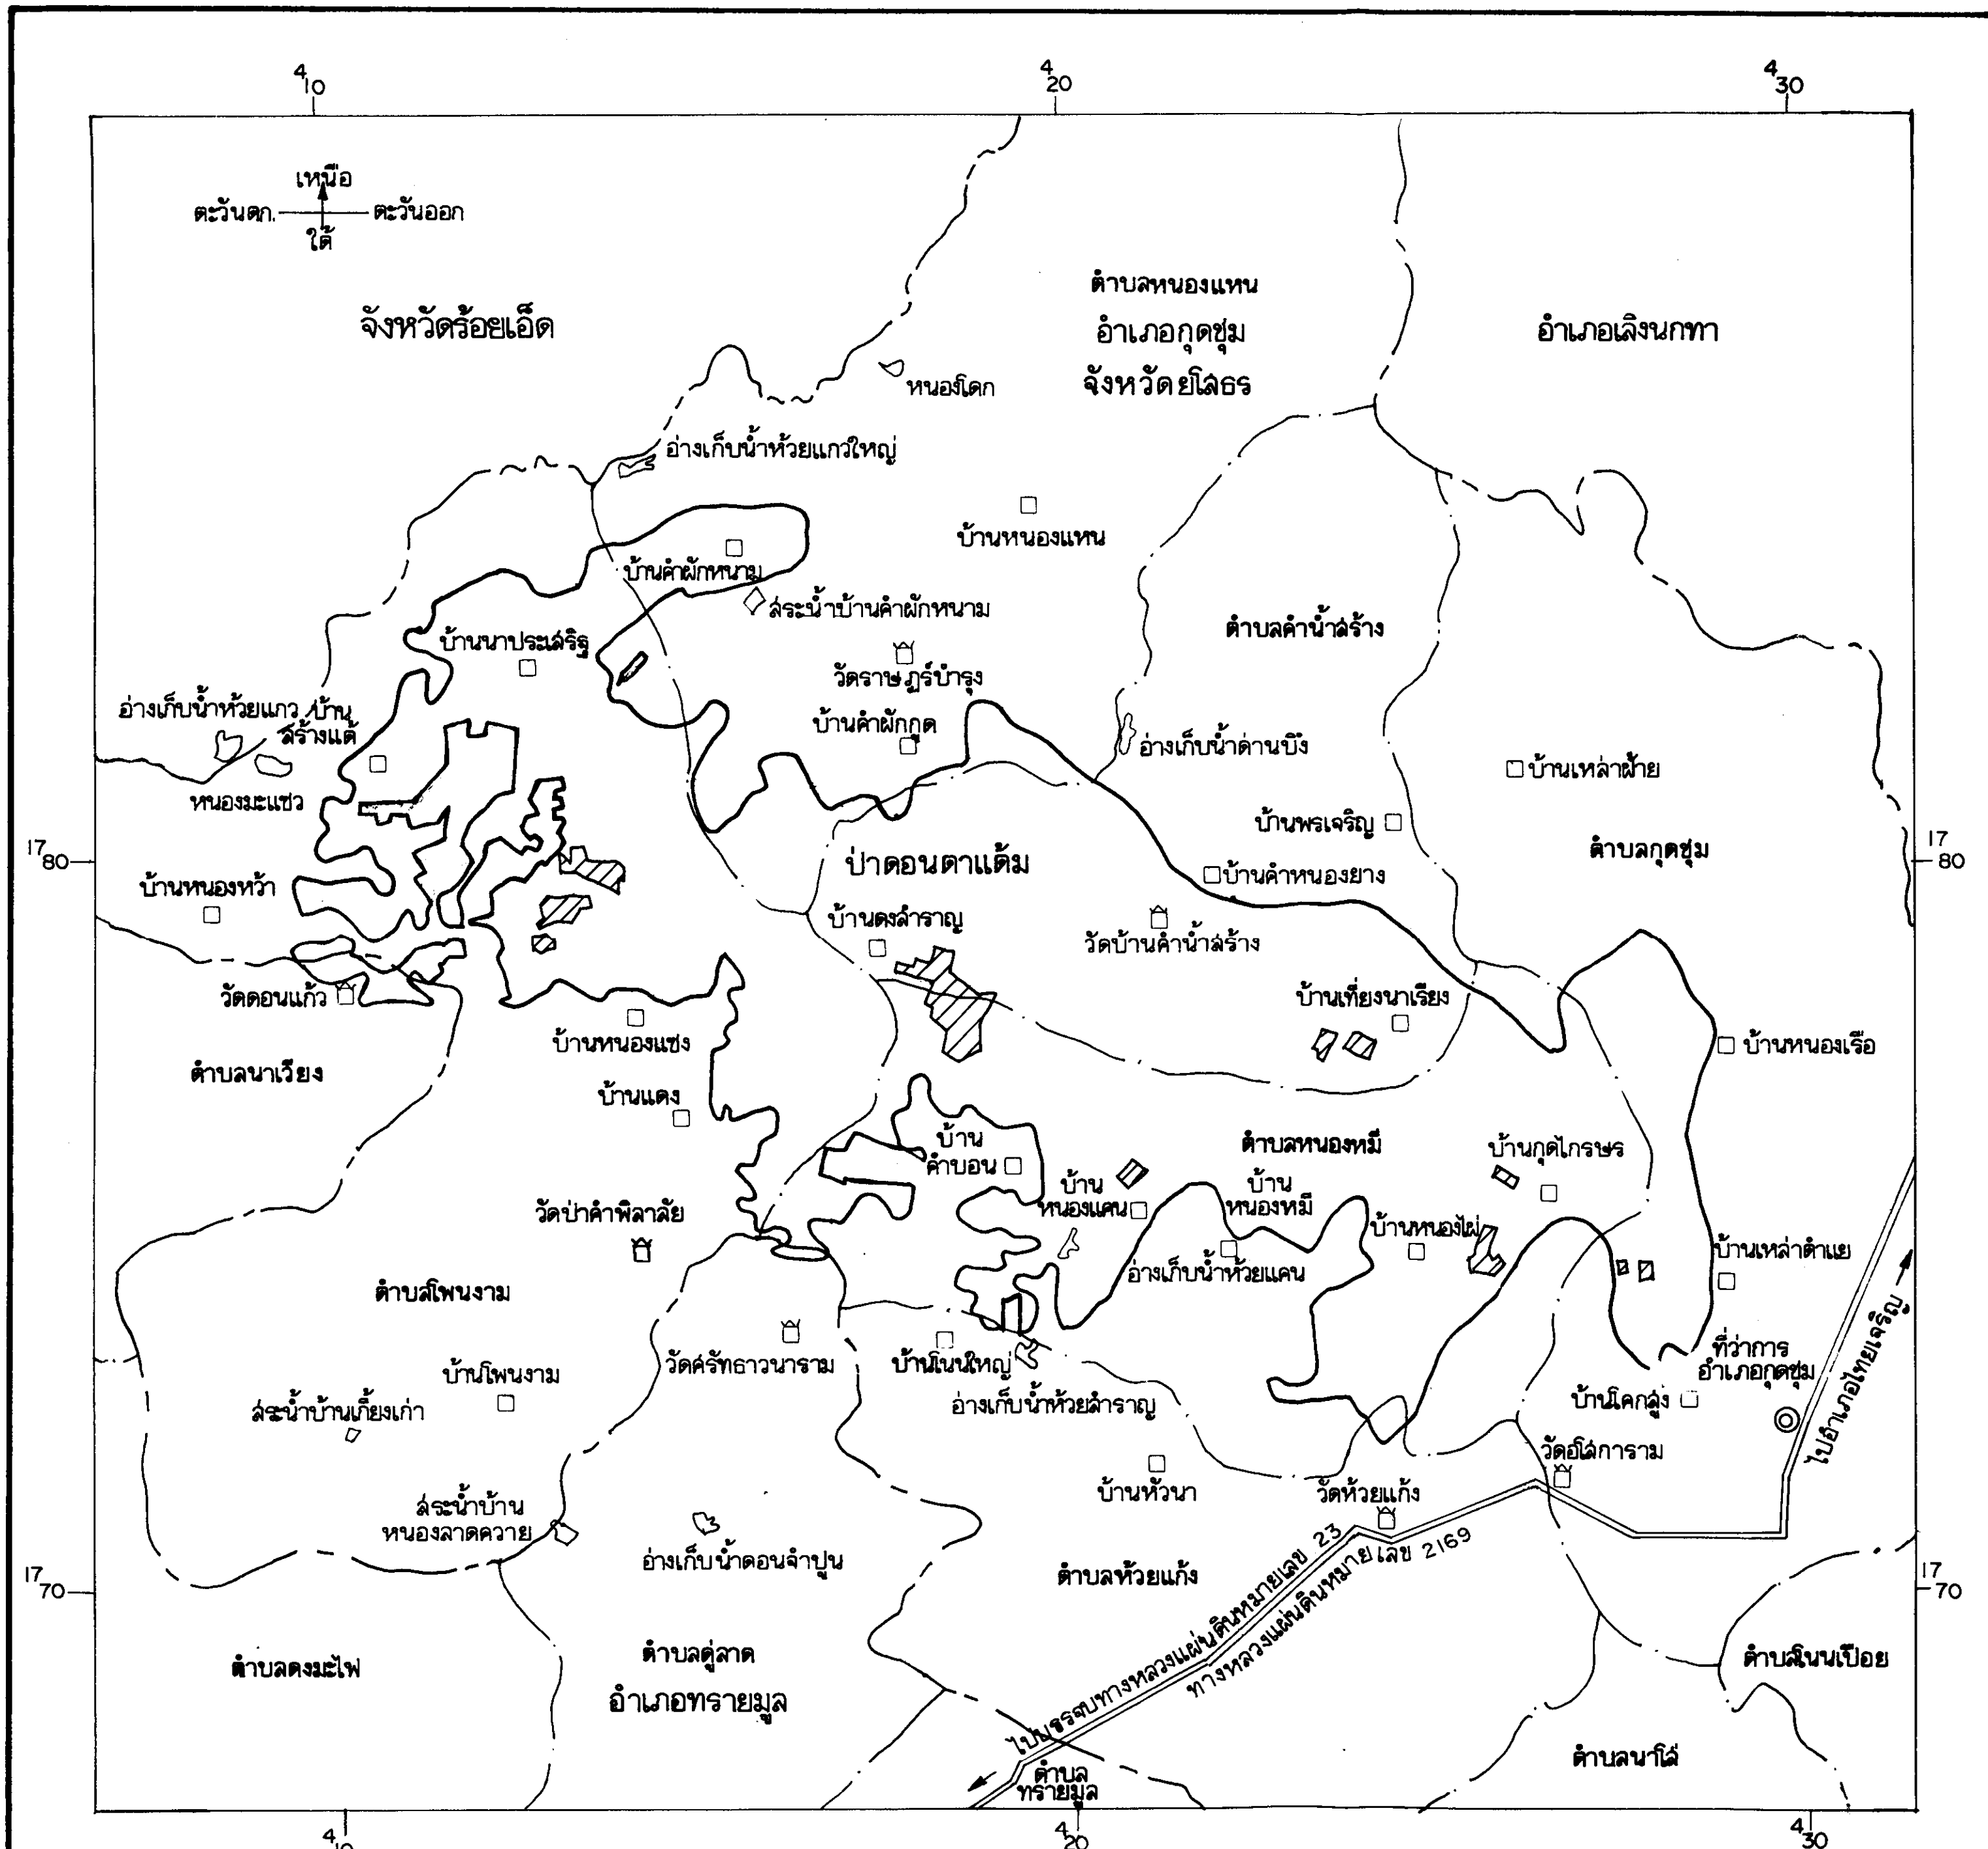 4 10
4 20
4 30
เหนือ
ตะวันตก.
ตะวันออก
ใต้
จังหวัดร้อยเอ็ด
ตำบลหนองแหน
อำเภอกุดชุม
จังหวัดยโสธร
อำเภอเลิงนกทา
หนองโดก
อ่างเก็บน้ำห้วยแกวใหญ่
บ้านหนองแหน
บ้านคำผักหนาม
สระน้ำบ้านคำผักหนาม
บ้านนาประเสริฐ
ตำบลคำน้ำสร้าง
วัดราษฎร์บำรุง
อ่างเก็บน้ำห้วยแกว
บ้าน
สร้างแต้
บ้านคำผักกูด
อ่างเก็บน้ำด่านบึง
บ้านเหล่าฝ้าย
หนองมะแซว
บ้านพรเจริญ
17 80
ป่าดอนตาแต้ม
ตำบลกุดชุม
17 80
บ้านหนองหว้า
บ้านคำหนองยาง
บ้านดงสำราญ
วัดบ้านคำน้ำสร้าง
วัดดอนแก้ว
บ้านเที่ยงนาเรียง
บ้านหนองแซง
บ้านหนองเรือ
ตำบลนาเวียง
บ้านแดง
บ้าน
คำบอน
ตำบลหนองหมี
บ้านกุดไกรษร
บ้าน
หนองแคน
บ้าน
หนองหมี
วัดป่าคำพิลาลัย
บ้านหนองไผ่
บ้านเหล่าตำแย
อ่างเก็บน้ำห้วยแคน
ตำบลโพนงาม
วัดศรัทธาวนาราม
บ้านโนนใหญ่
ที่ว่าการ
อำเภอกุดชุม
บ้านโพนงาม
อ่างเก็บน้ำห้วยสำราญ
บ้านโคกสูง
ไปอำเภอไทยเจริญ
สระน้ำบ้านเกี้ยงเก่า
วัดอโสการาม
บ้านหัวนา
วัดห้วยแก้ง
สระน้ำบ้าน
หนองลาดควาย
อ่างเก็บน้ำดอนจำปูน
ตำบลห้วยแก้ง
ไปบรรจบทางหลวงแผ่นดินหมายเลข 23
ทางหลวงแผ่นดินหมายเลข 2169
17 70
17 70
ตำบลดงมะไฟ
ตำบลดู่ลาด
อำเภอทรายมูล
ตำบลโนนเปือย
ตำบลนาโส่
ตำบล
ทรายมูล
4 10
4 20
4 30